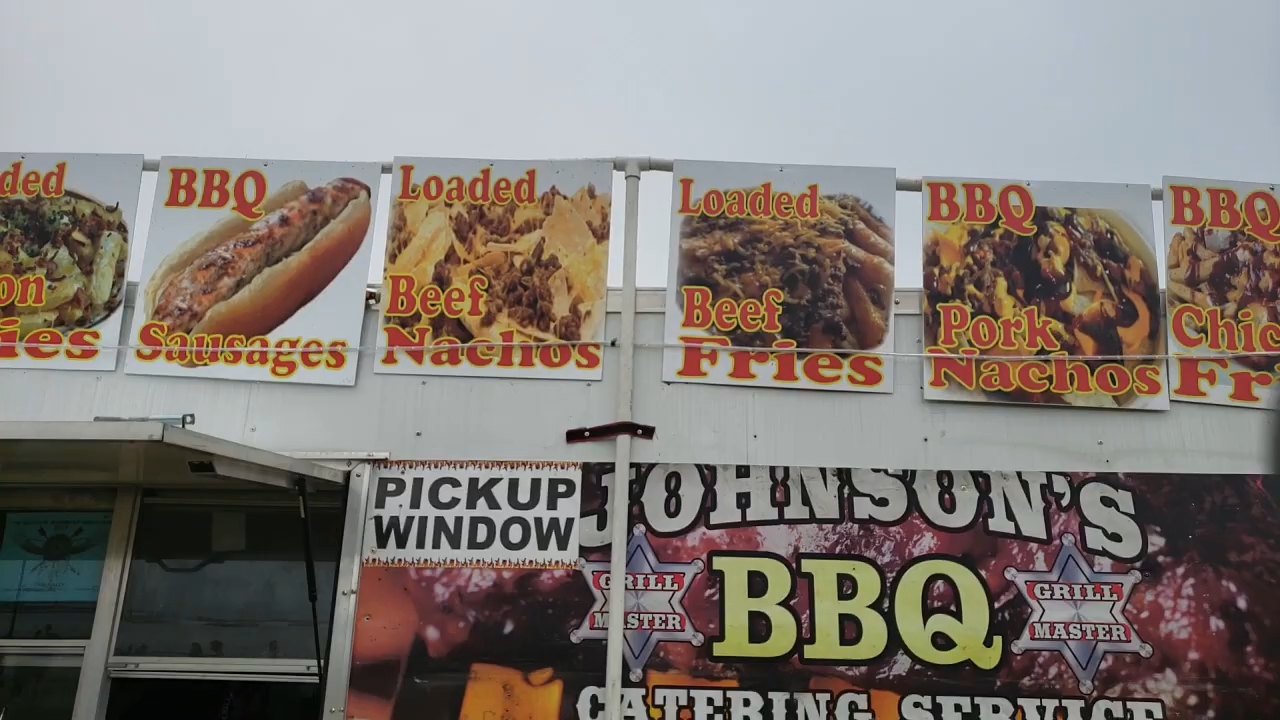 BBQ
Sausages
Loaded
Beef
Nachos
Loaded
Beef
Fries
BBQ
Pork
Nachos
BBQ
PICKUP
WINDOW
JOHNSON'S
BBQ
GRILL
MASTER
GRILL
MASTER
CATERING SERVICE